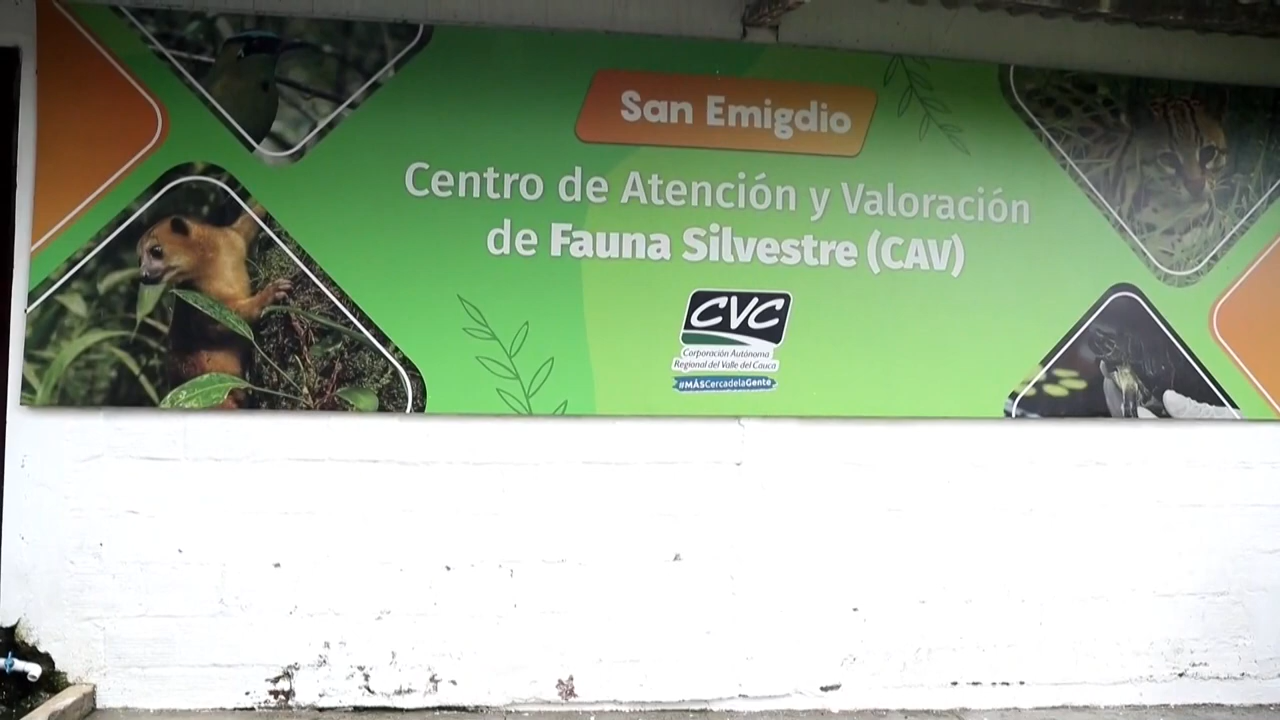 San Emigdio
Centro de Atención y Valoración
de Fauna Silvestre (CAV)
CVC
Corporación Autónoma
Regional del Valle del Cauca
#MÁSCercadelaGente